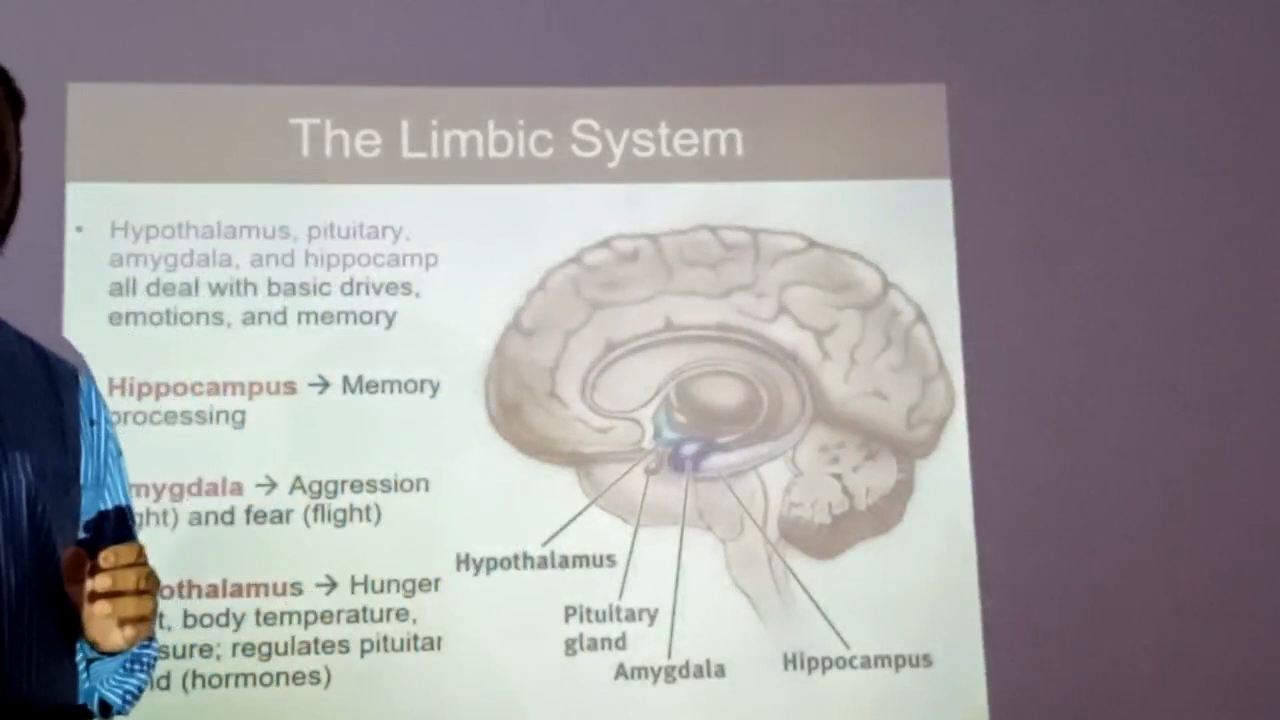 The Limbic System
• Hypothalamus, pituitary,
amygdala, and hippocamp
all deal with basic drives,
emotions, and memory
Hippocampus → Memory
processing
mygdala → Aggression
ght) and fear (flight)
othalamus → Hunger
t, body temperature,
sure; regulates pituitar
d (hormones)
Hypothalamus
Pituitary
gland
Amygdala
Hippocampus